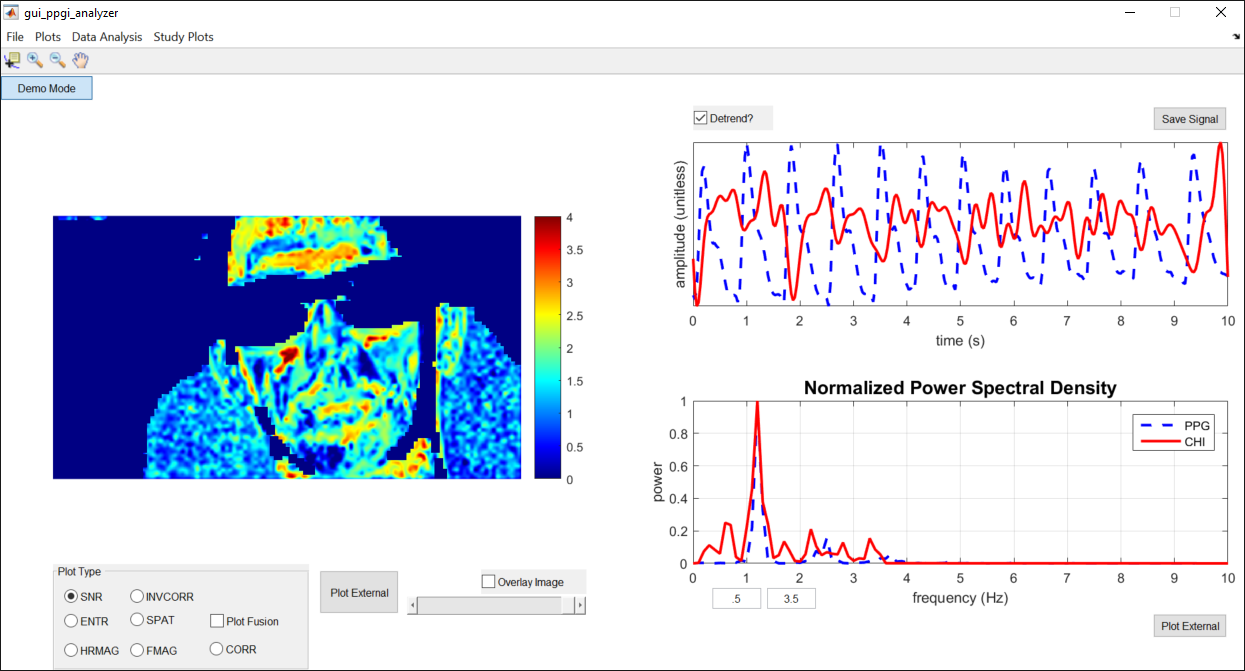 gui_ppgi_analyzer
File Plots Data Analysis Study Plots
Demo Mode
Detrend?
Save Signal
amplitude (unitless)
0 1 2 3 4 5 6 7 8 9 10
time (s)
4
3.5
3
2.5
2
1.5
1
0.5
0
Normalized Power Spectral Density
power
1
0.8
0.6
0.4
0.2
0
PPG
CHI
0 1 2 3 4 5 6 7 8 9 10
frequency (Hz)
.5 3.5
Plot External
Plot Type
SNR INVCORR
ENTR SPAT Plot Fusion
HRMAG FMAG CORR
Plot External
Overlay Image